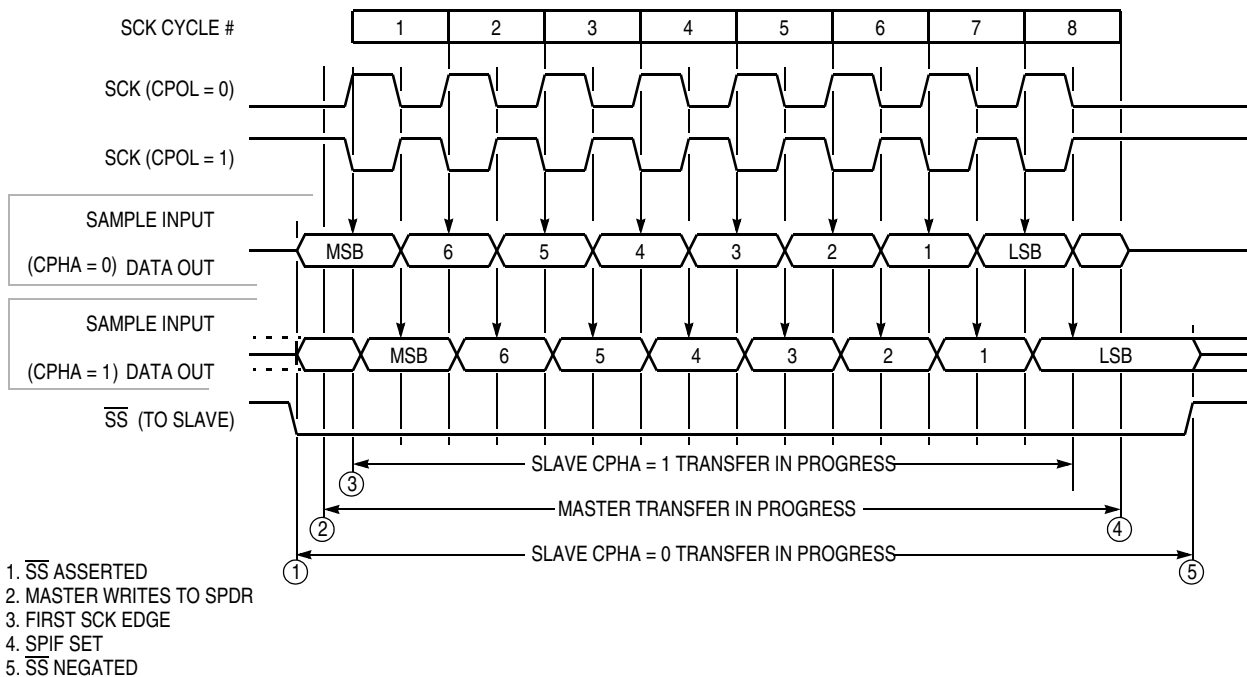 SCK CYCLE # 1 2 3 4 5 6 7 8
SCK (CPOL = 0)
SCK (CPOL = 1)
SAMPLE INPUT
MSB 6 5 4 3 2 1 LSB
(CPHA = 0) DATA OUT
SAMPLE INPUT
MSB 6 5 4 3 2 1 LSB
(CPHA = 1) DATA OUT
SS (TO SLAVE)
SLAVE CPHA = 1 TRANSFER IN PROGRESS
3
MASTER TRANSFER IN PROGRESS
2 4
SLAVE CPHA = 0 TRANSFER IN PROGRESS
1 5
1. SS ASSERTED
2. MASTER WRITES TO SPDR
3. FIRST SCK EDGE
4. SPIF SET
5. SS NEGATED